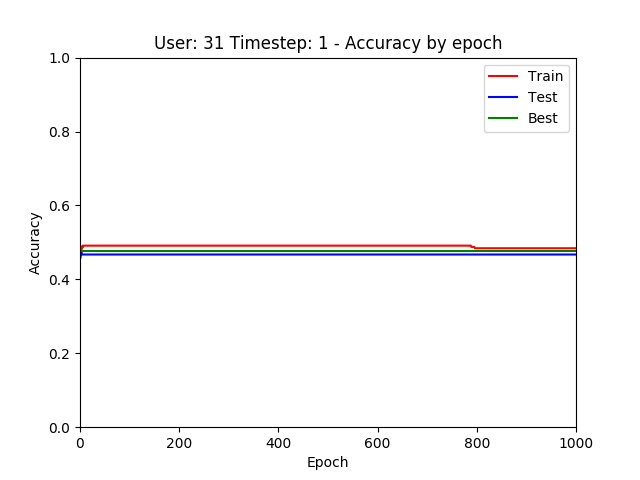 User: 31 Timestep: 1 - Accuracy by epoch
1.0
0.8
0.6
0.4
0.2
0.0
Accuracy
Train
Test
Best
0 200 400 600 800 1000
Epoch